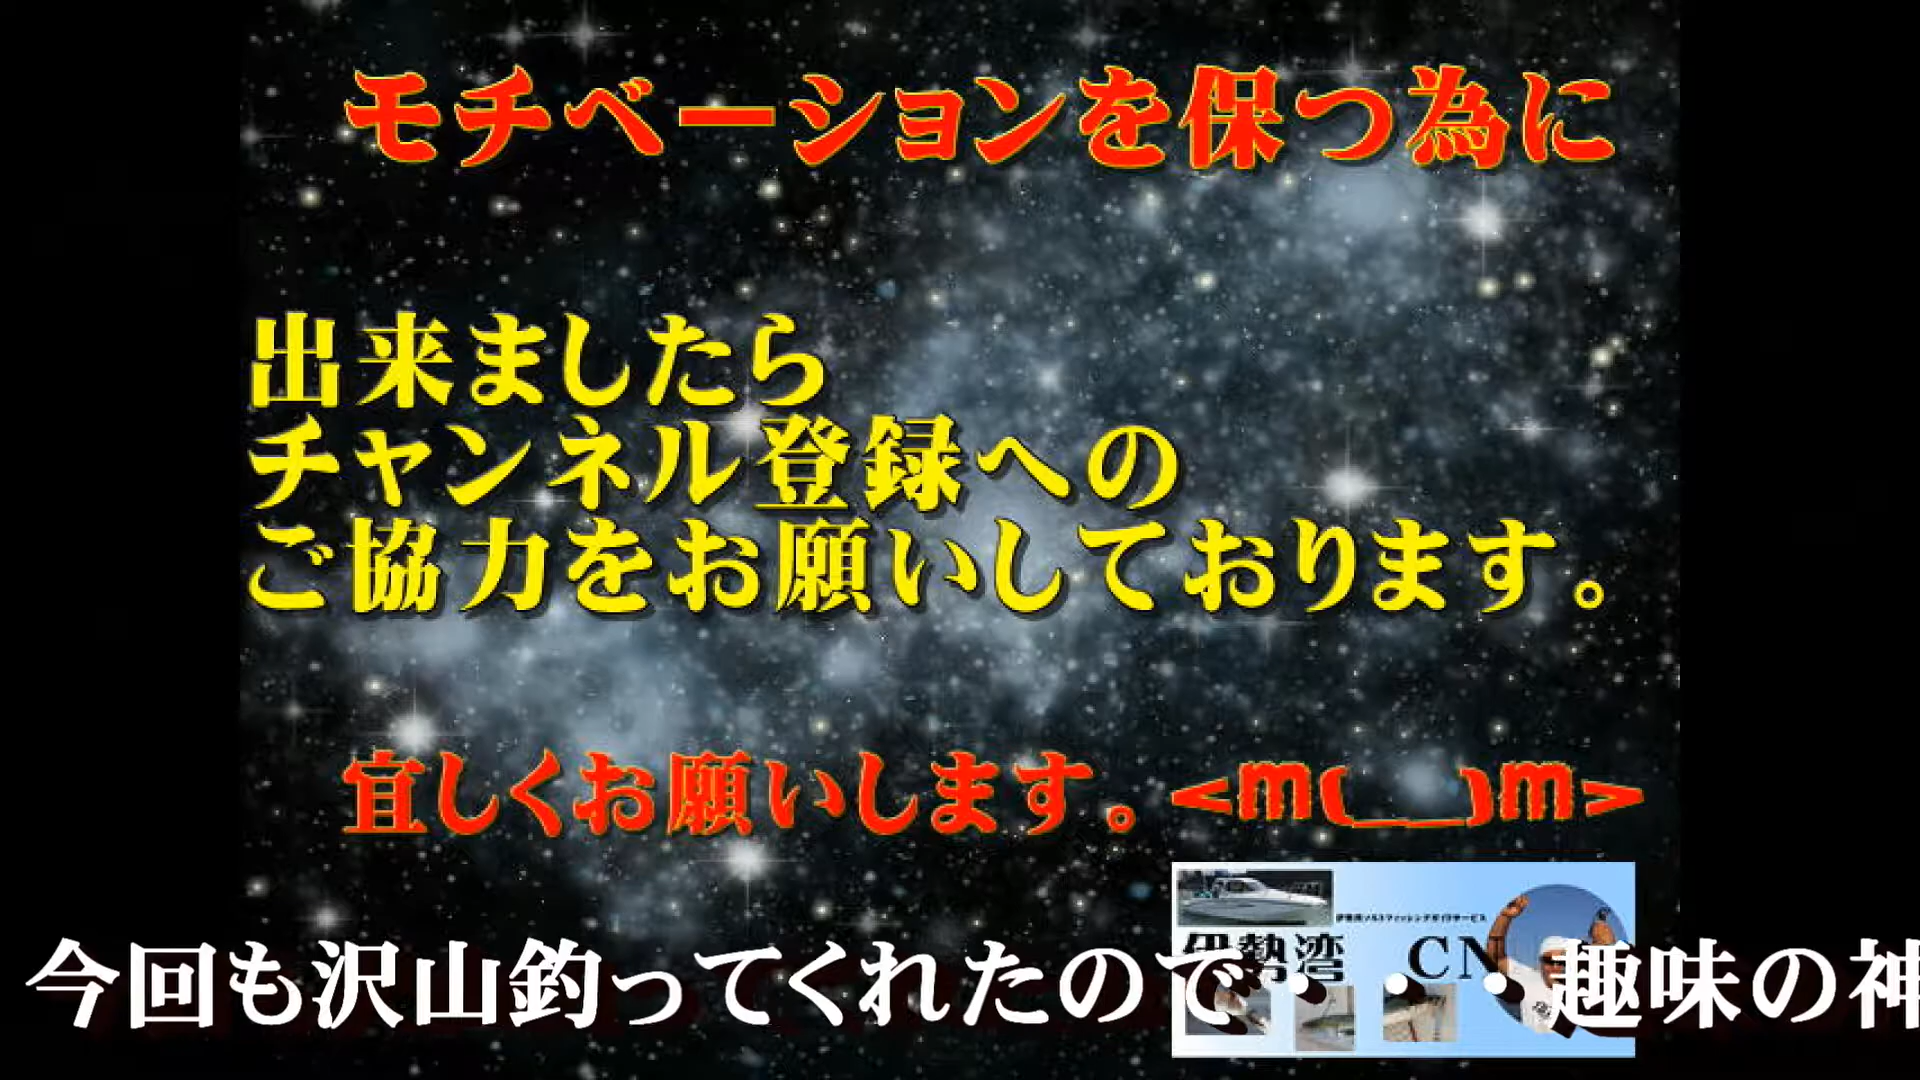 モチベーションを保つ為に
出来ましたら
チャンネル登録への
ご協力をお願いしております。
宜しくお願いします。<m(__)m>
伊勢湾 CN
今回も沢山釣ってくれたので・・・趣味の神